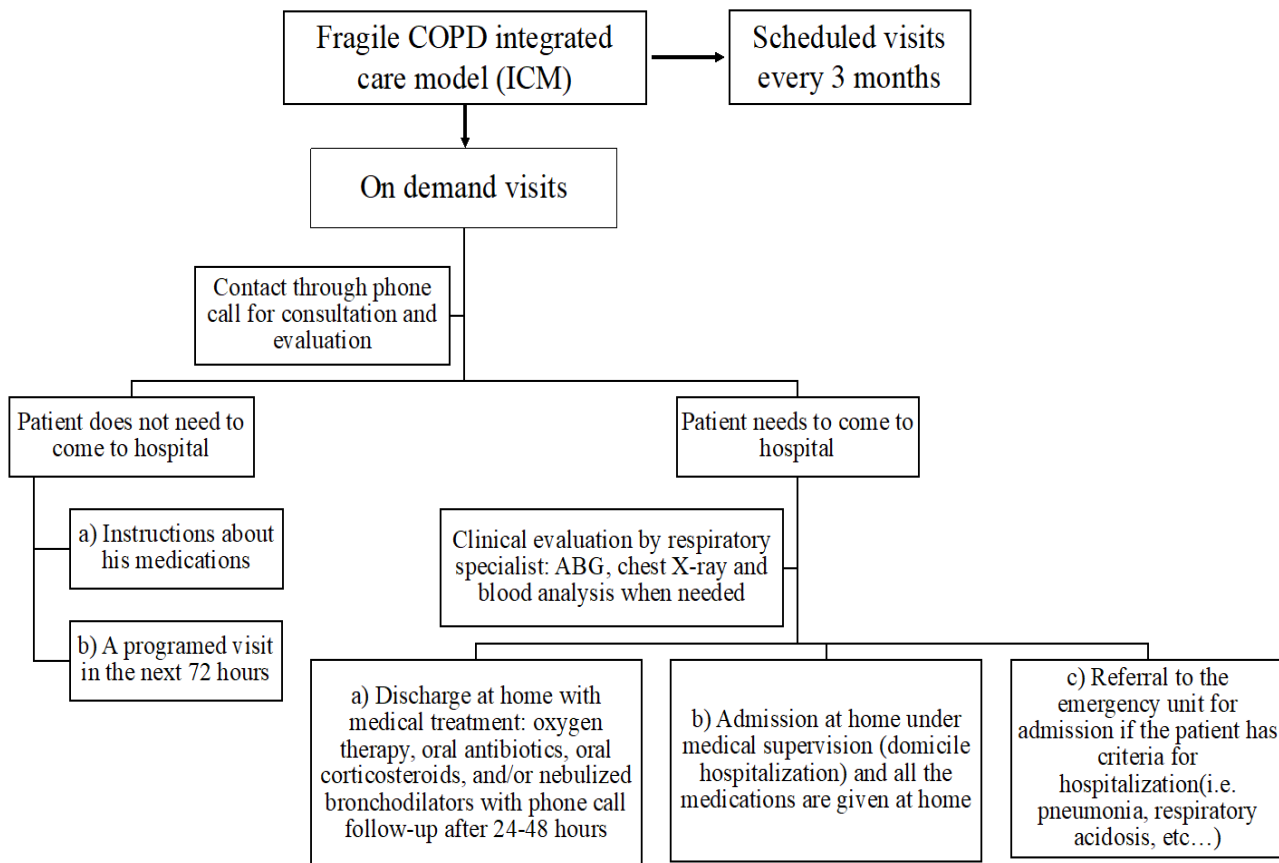 Fragile COPD integrated
care model (ICM)
Scheduled visits
every 3 months
On demand visits
Contact through phone
call for consultation and
evaluation
Patient does not need to
come to hospital
Patient needs to come to
hospital
a) Instructions about
his medications
b) A programed visit
in the next 72 hours
Clinical evaluation by respiratory
specialist: ABG, chest X-ray and
blood analysis when needed
a) Discharge at home with
medical treatment: oxygen
therapy, oral antibiotics, oral
corticosteroids, and/or nebulized
bronchodilators with phone call
follow-up after 24-48 hours
b) Admission at home under
medical supervision (domicile
hospitalization) and all the
medications are given at home
c) Referral to the
emergency unit for
admission if the patient has
criteria for
hospitalization(i.e.
pneumonia, respiratory
acidosis, etc…)